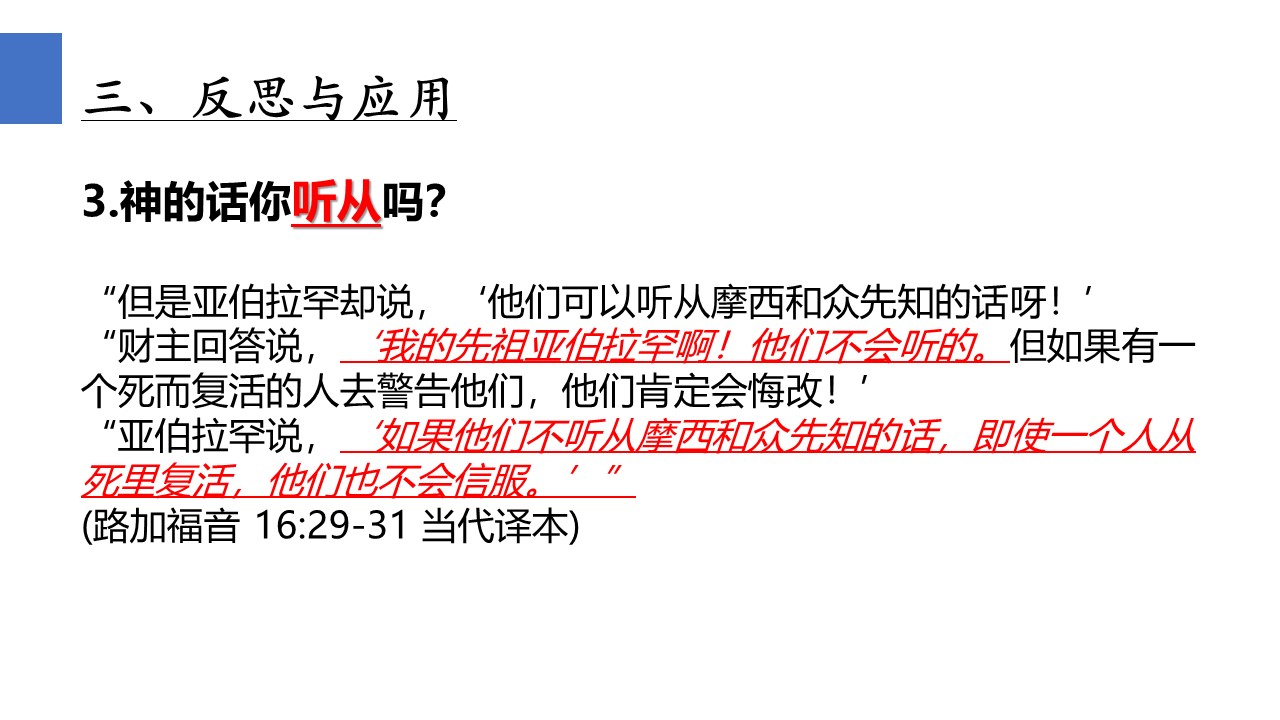 三、反思与应用
3.神的话你听从吗?
“但是亚伯拉罕却说，‘他们可以听从摩西和众先知的话呀！’
“财主回答说，‘我的先祖亚伯拉罕啊！他们不会听的。但如果有一
个死而复活的人去警告他们，他们肯定会悔改！’
“亚伯拉罕说，‘如果他们不听从摩西和众先知的话，即使一个人从
死里复活，他们也不会信服。’”
(路加福音 16:29-31 当代译本)